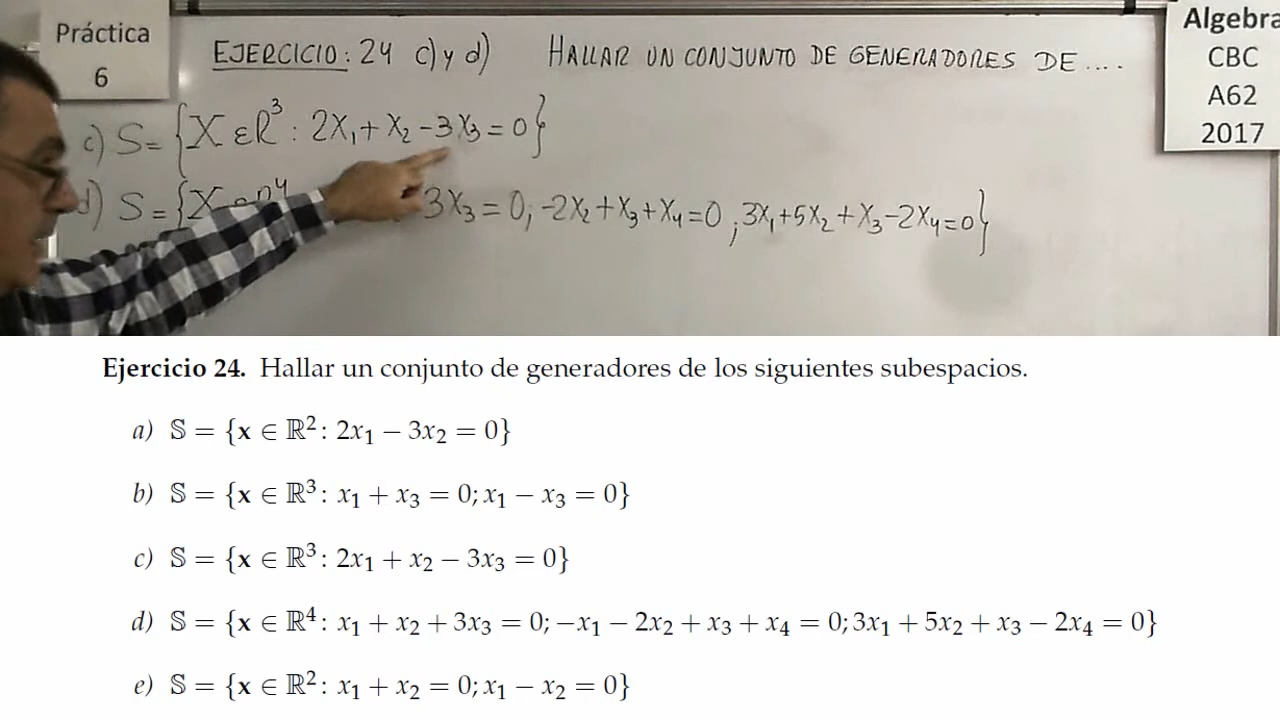 Práctica
6
EJERCICIO: 24 c) y d) HALLAR UN CONJUNTO DE GENERADORES DE ....
Algebra
CBC
A62
2017
c) S = {X ∈ R³ : 2X₁ + X₂ - 3X₃ = 0}
d) S = {X ∈ R⁴ 3X₃ = 0; -2X₂ + X₃ + X₄ = 0; 3X₁ + 5X₂ + X₃ - 2X₄ = 0}
Ejercicio 24. Hallar un conjunto de generadores de los siguientes subespacios.
a) 𝕊 = {x ∈ ℝ² : 2x₁ − 3x₂ = 0}
b) 𝕊 = {x ∈ ℝ³ : x₁ + x₃ = 0; x₁ − x₃ = 0}
c) 𝕊 = {x ∈ ℝ³ : 2x₁ + x₂ − 3x₃ = 0}
d) 𝕊 = {x ∈ ℝ⁴ : x₁ + x₂ + 3x₃ = 0; −x₁ − 2x₂ + x₃ + x₄ = 0; 3x₁ + 5x₂ + x₃ − 2x₄ = 0}
e) 𝕊 = {x ∈ ℝ² : x₁ + x₂ = 0; x₁ − x₂ = 0}